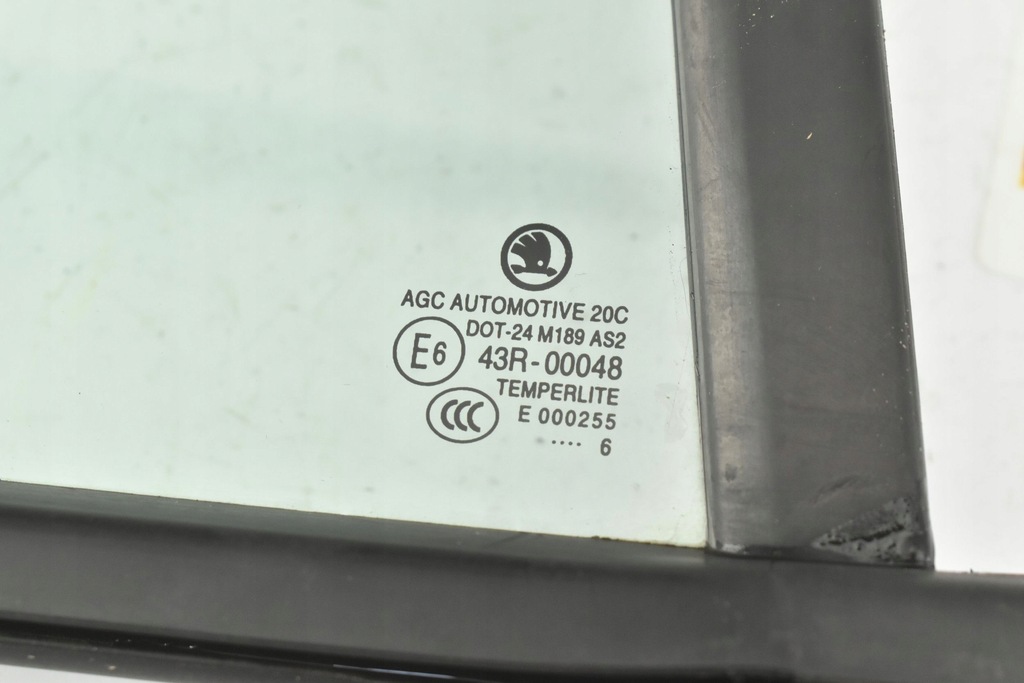 AGC AUTOMOTIVE 20C
DOT-24 M189 AS2
E6 43R-00048
TEMPERLITE
CCC E 000255
.... 6